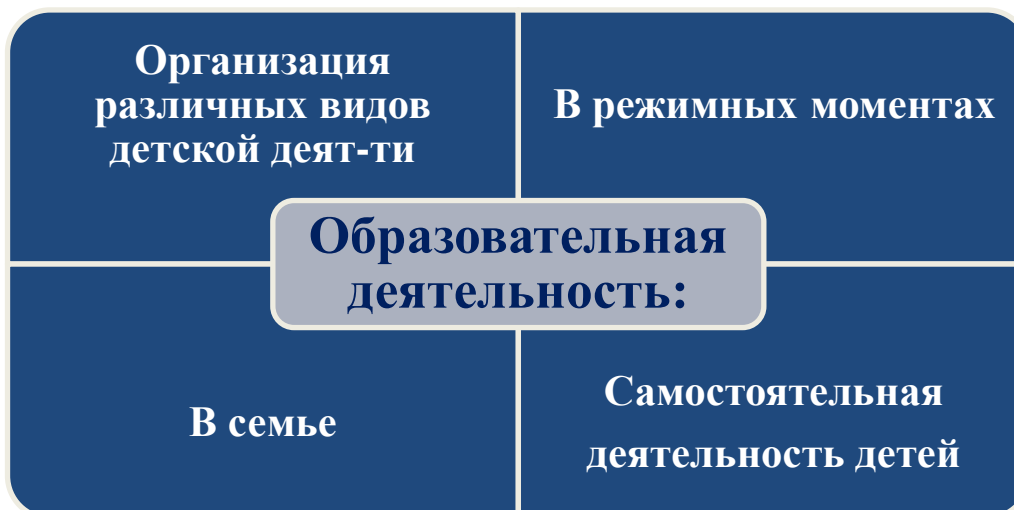 Организация
различных видов
детской деят-ти
В режимных моментах
Образовательная
деятельность:
В семье
Самостоятельная
деятельность детей